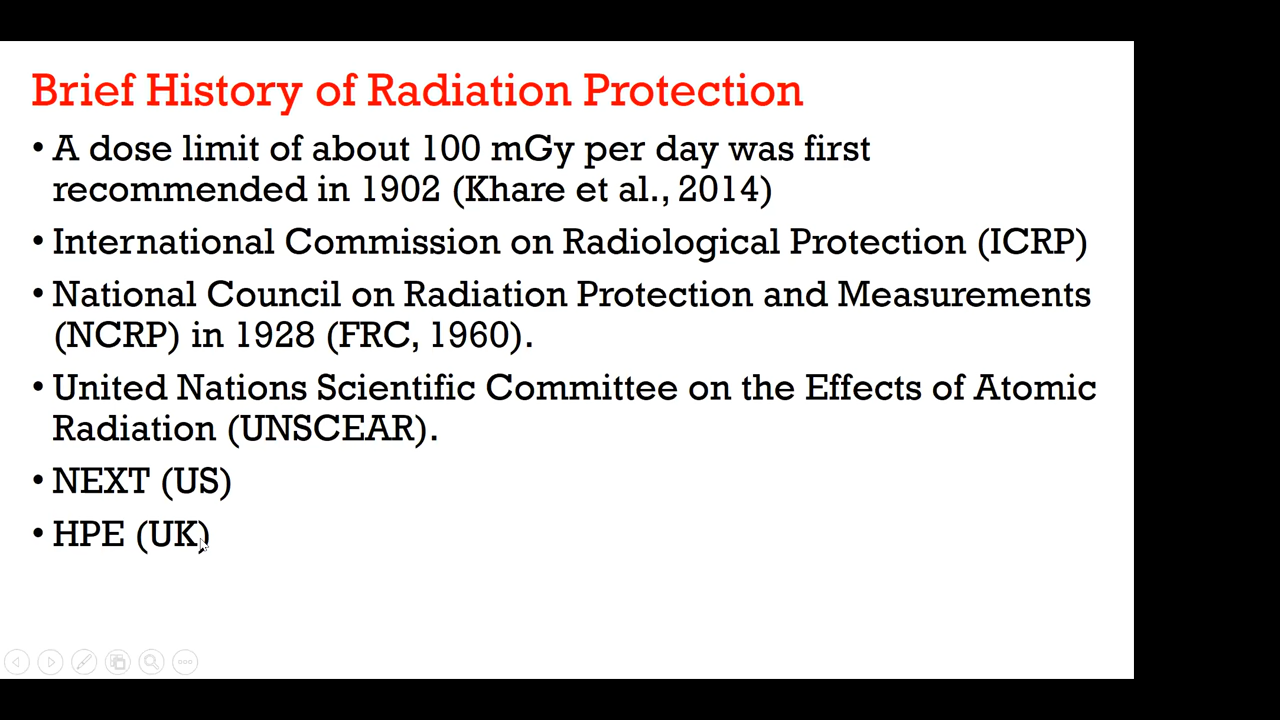 Brief History of Radiation Protection
• A dose limit of about 100 mGy per day was first
recommended in 1902 (Khare et al., 2014)
• International Commission on Radiological Protection (ICRP)
• National Council on Radiation Protection and Measurements
(NCRP) in 1928 (FRC, 1960).
• United Nations Scientific Committee on the Effects of Atomic
Radiation (UNSCEAR).
• NEXT (US)
• HPE (UK)